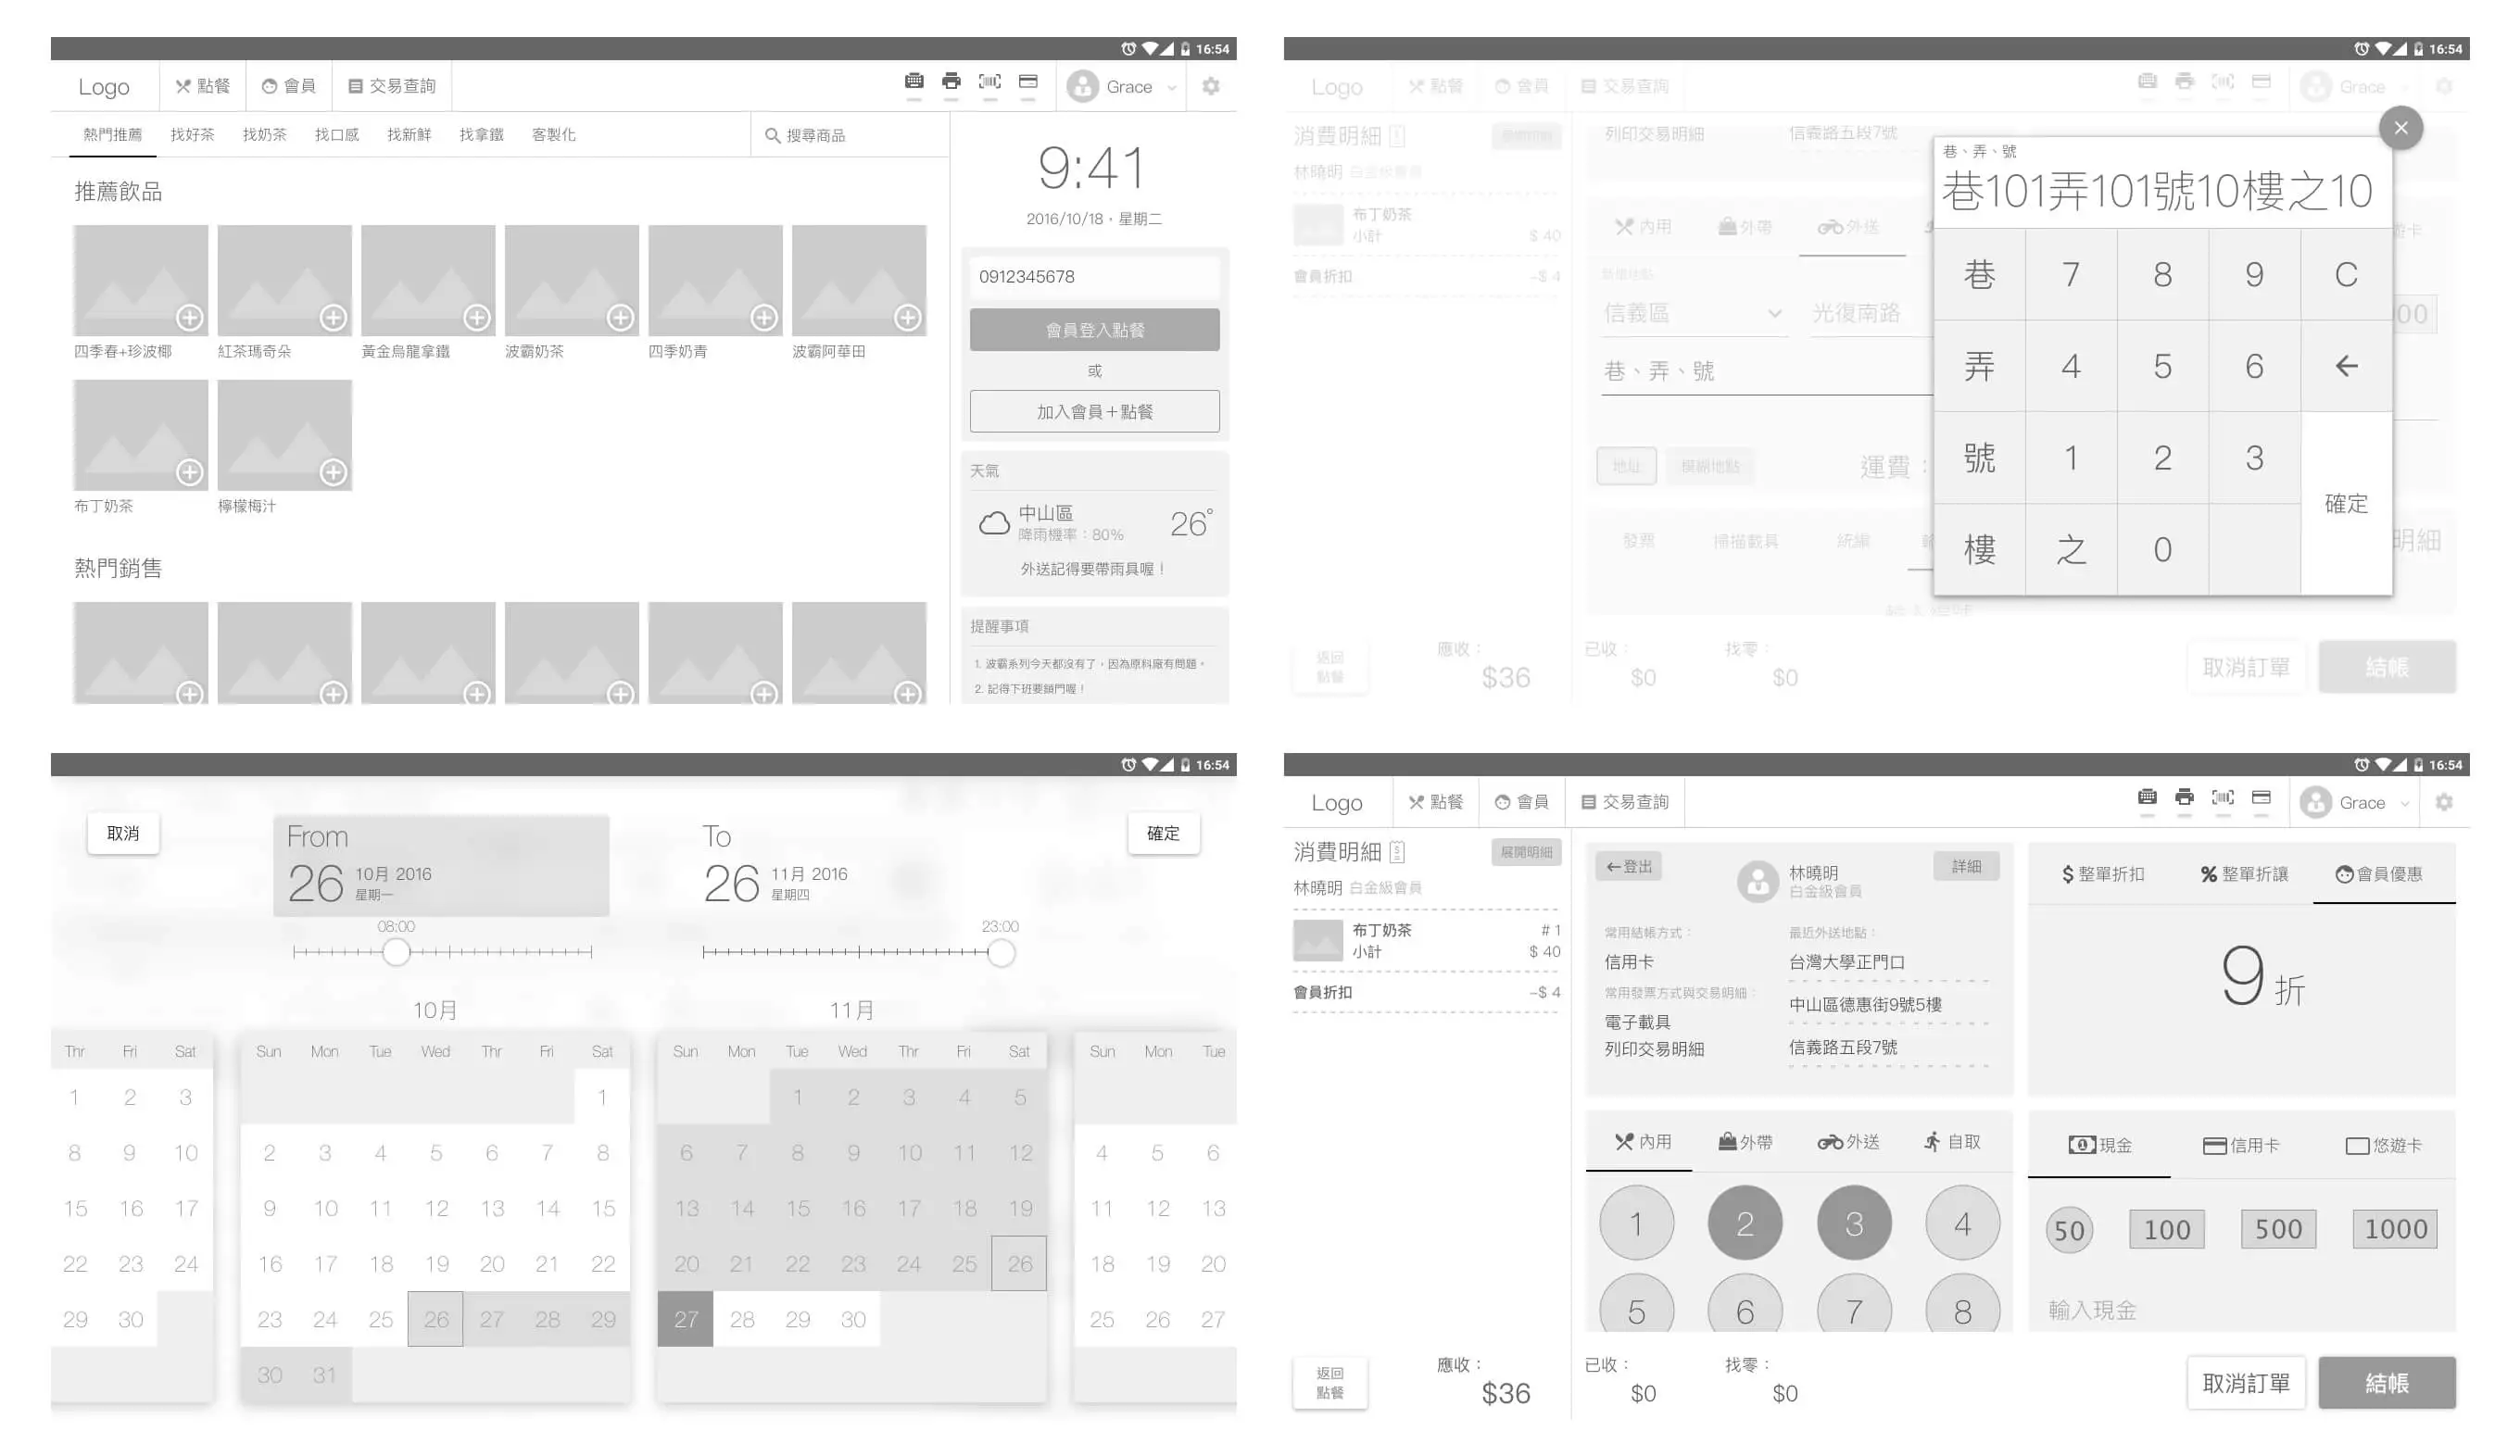 16:54
Logo 點餐 會員 交易查詢 Grace
熱門推薦 找好茶 找奶茶 找口感 找新鮮 找拿鐵 客製化 搜尋商品
推薦飲品
四季春+珍波椰 紅茶瑪奇朵 黃金烏龍拿鐵 波霸奶茶 四季奶青 波霸阿華田
布丁奶茶 檸檬梅汁
熱門銷售
9:41
2016/10/18,星期二
0912345678
會員登入點餐
或
加入會員+點餐
天氣
中山區
降雨機率:80%
26°
外送記得要帶雨具喔!
提醒事項
1. 波霸系列今天都沒有了,因為原料廠有問題。
2. 記得下班要鎖門喔!
16:54
Logo 點餐 會員 交易查詢 Grace
消費明細
林曉明 白金級會員
布丁奶茶
小計 $ 40
會員折扣 –$ 4
列印交易明細 信義路五段7號
內用 外帶 外送
新增地點
信義區 光復南路
巷、弄、號
地址 模糊地點 運費:
發票 掃描載具 統編
明細
遊卡
00
巷、弄、號
巷101弄101號10樓之10
巷 7 8 9 C
弄 4 5 6 ←
號 1 2 3
確定
樓 之 0
返回
點餐
應收:
$36
已收:
$0
找零:
$0
取消訂單 結帳
16:54
取消
From
26 10月 2016
星期一
08:00
To
26 11月 2016
星期四
23:00
確定
10月 11月
Thr Fri Sat
1 2 3
8 9 10
15 16 17
22 23 24
29 30
Sun Mon Tue Wed Thr Fri Sat
1
2 3 4 5 6 7 8
9 10 11 12 13 14 15
16 17 18 19 20 21 22
23 24 25 26 27 28 29
30 31
Sun Mon Tue Wed Thr Fri Sat
1 2 3 4 5
6 7 8 9 10 11 12
13 14 15 16 17 18 19
20 21 22 23 24 25 26
27 28 29 30
Sun Mon Tue
4 5 6
11 12 13
18 19 20
25 26 27
16:54
Logo 點餐 會員 交易查詢 Grace
消費明細 展開明細
林曉明 白金級會員
布丁奶茶 # 1
小計 $ 40
會員折扣 –$ 4
←登出
林曉明
白金級會員
詳細
常用結帳方式:
信用卡
常用發票方式與交易明細:
電子載具
列印交易明細
最近外送地點:
台灣大學正門口
中山區德惠街9號5樓
信義路五段7號
$整單折扣 %整單折讓 會員優惠
9折
內用 外帶 外送 自取
1 2 3 4
5 6 7 8
現金 信用卡 悠遊卡
50 100 500 1000
輸入現金
返回
點餐
應收:
$36
已收:
$0
找零:
$0
取消訂單 結帳